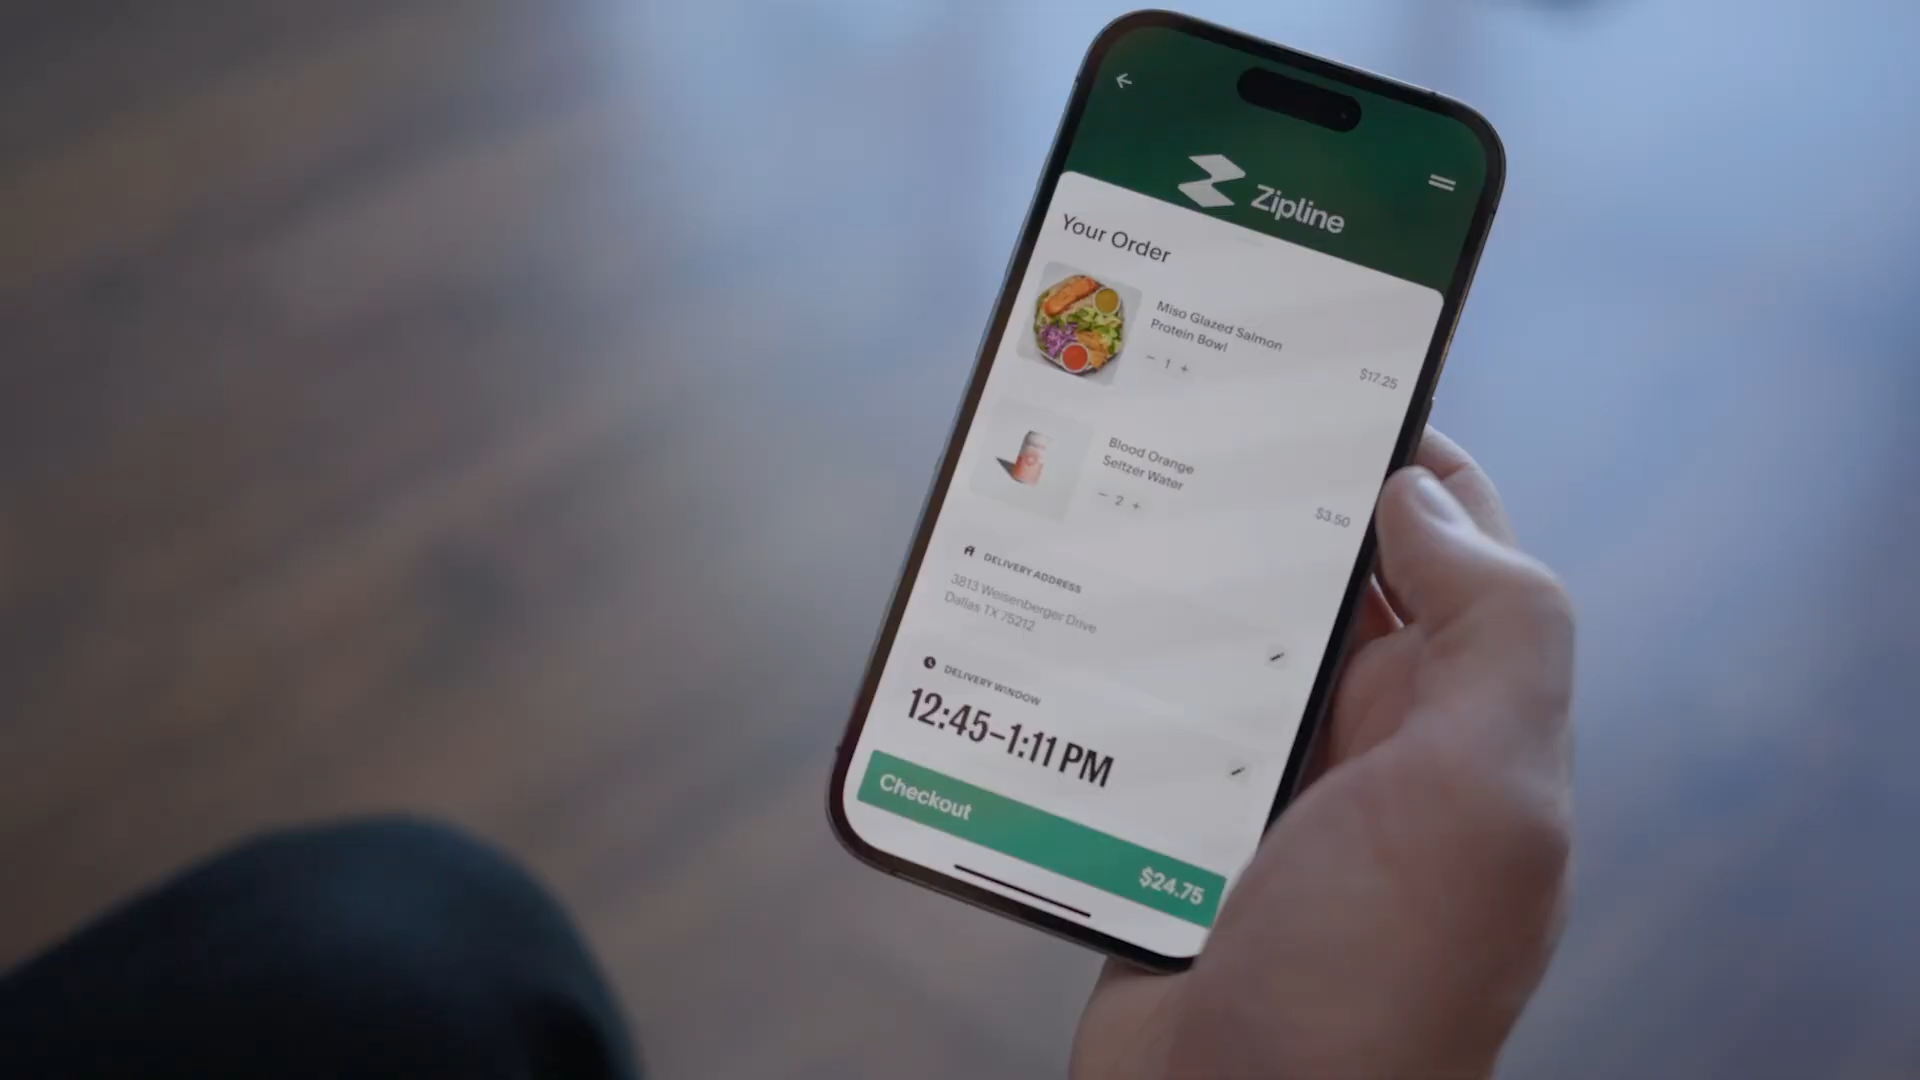 Zipline
Your Order
Miso Glazed Salmon
Protein Bowl
− 1 +
$17.25
Blood Orange
Seltzer Water
− 2 +
$3.50
DELIVERY ADDRESS
3813 Weisenberger Drive
Dallas TX 75212
DELIVERY WINDOW
12:45–1:11 PM
Checkout
$24.75